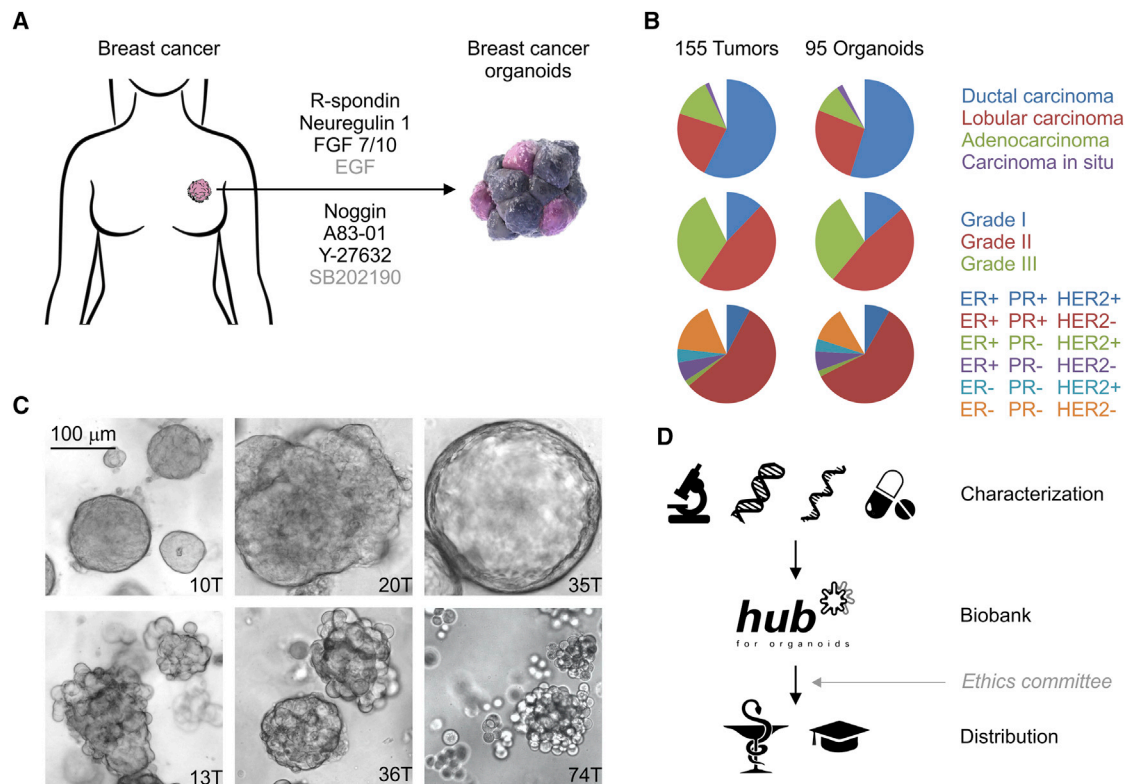 A
Breast cancer
Breast cancer
organoids
R-spondin
Neuregulin 1
FGF 7/10
EGF
Noggin
A83-01
Y-27632
SB202190
B
155 Tumors
95 Organoids
Ductal carcinoma
Lobular carcinoma
Adenocarcinoma
Carcinoma in situ
Grade I
Grade II
Grade III
ER+ PR+ HER2+
ER+ PR+ HER2-
ER+ PR- HER2+
ER+ PR- HER2-
ER- PR- HER2+
ER- PR- HER2-
C
100 μm
10T
20T
35T
13T
36T
74T
D
Characterization
hub
for organoids
Biobank
Ethics committee
Distribution